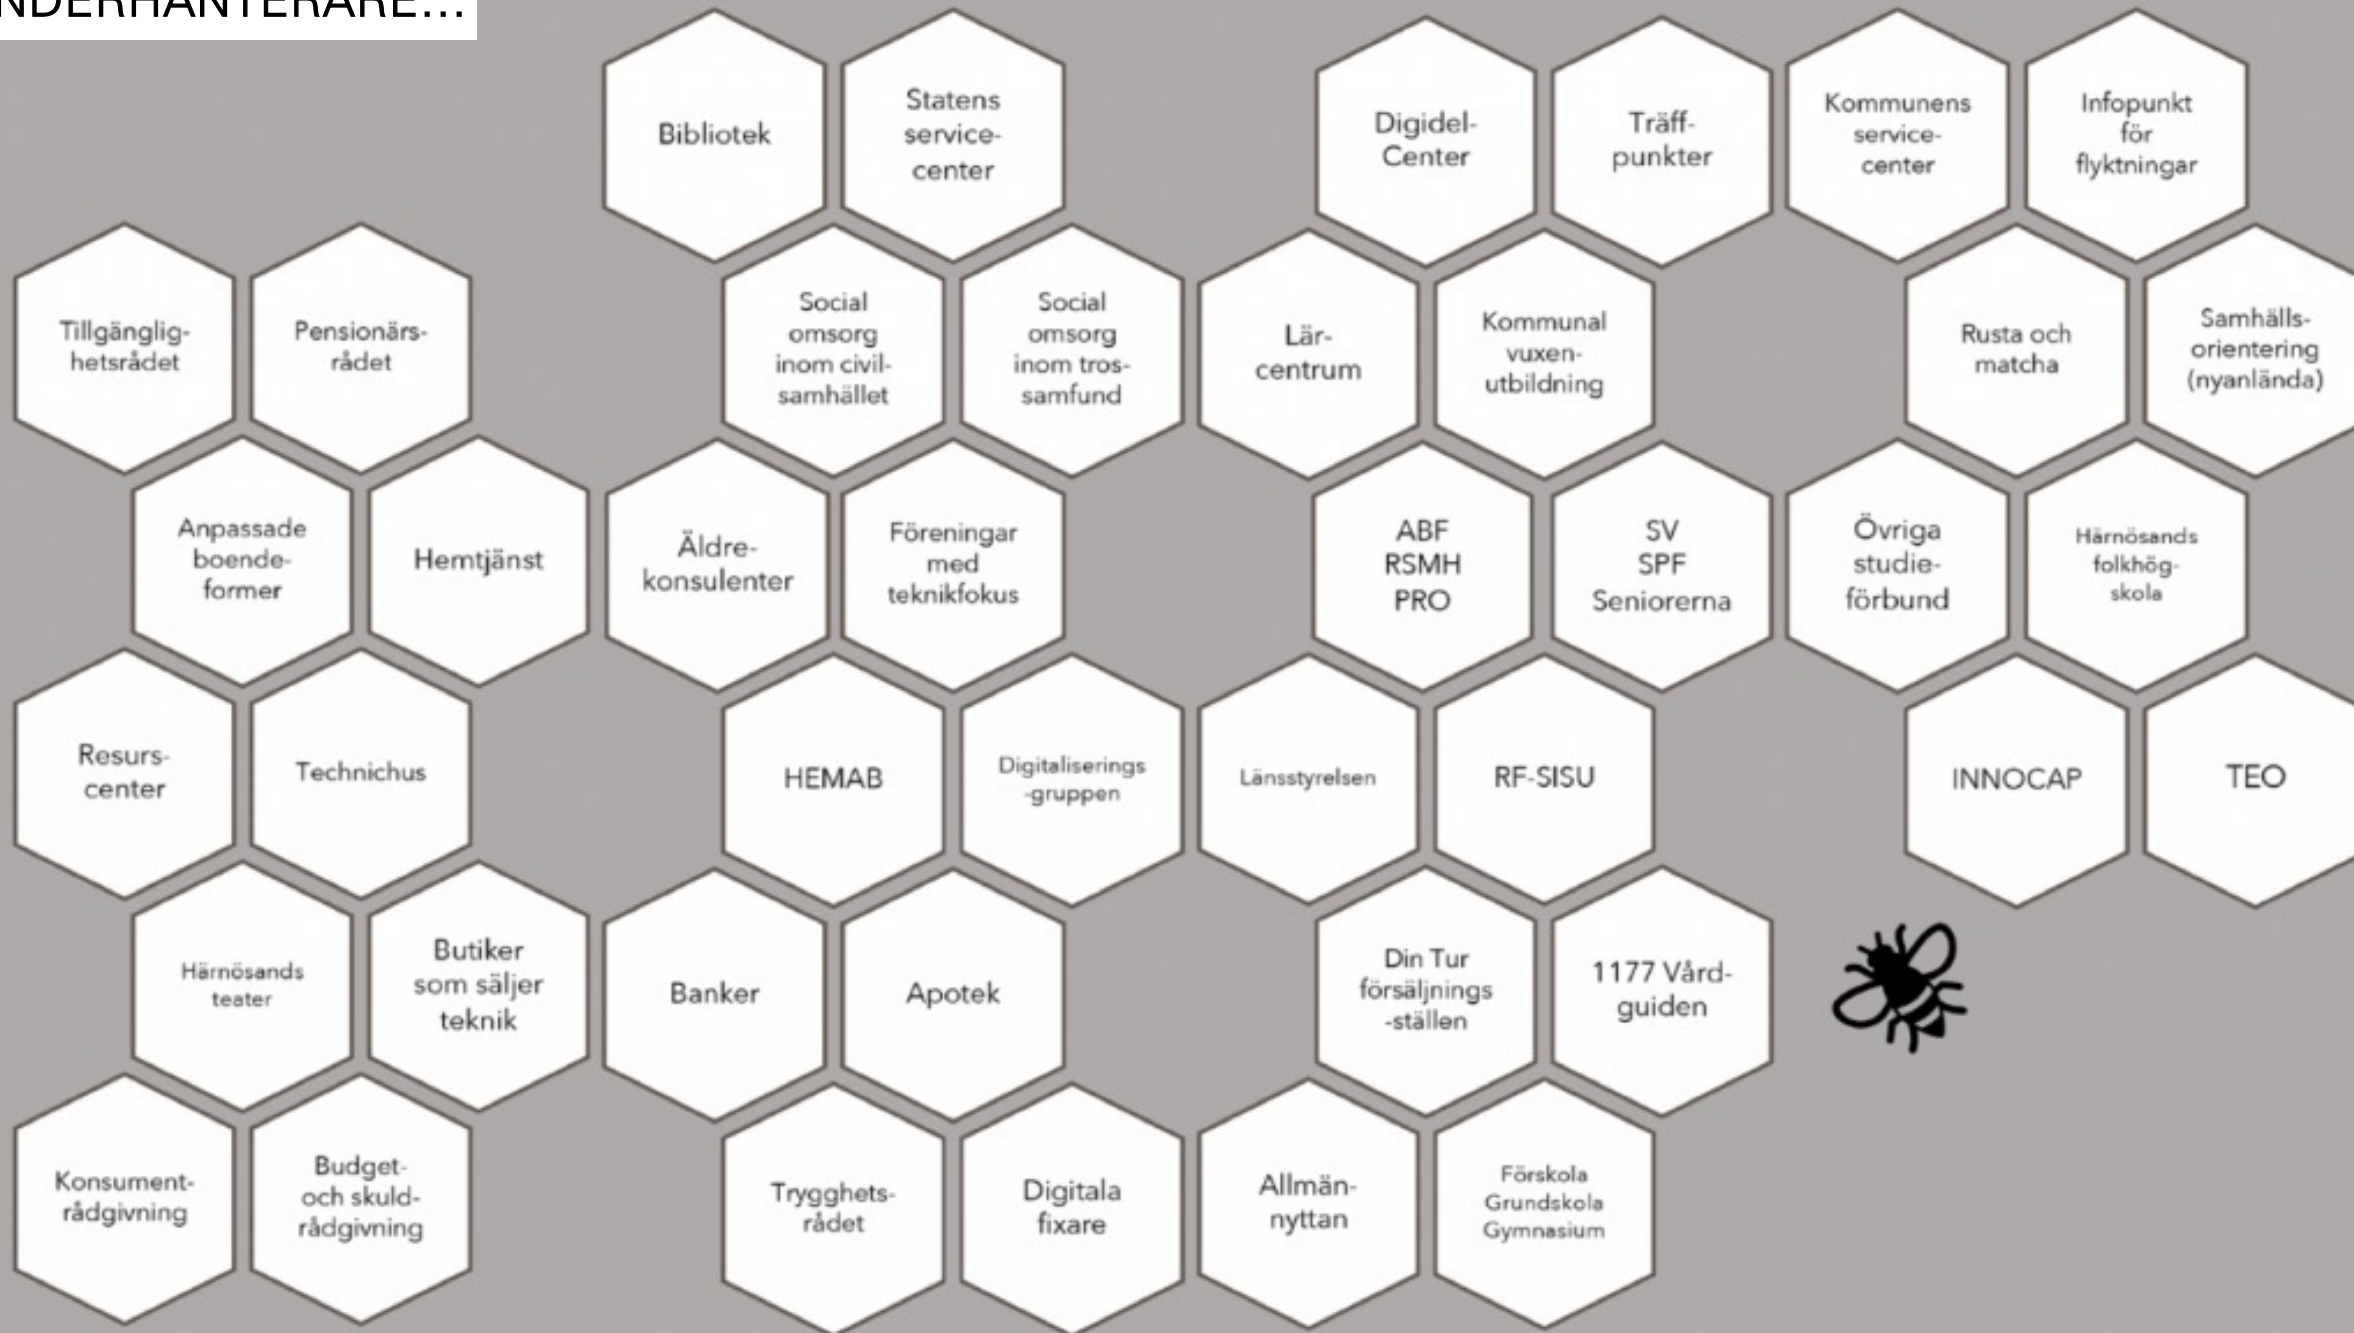 NDERHANTERARE...
Bibliotek
Statens
service-
center
Digidel-
Center
Träff-
punkter
Kommunens
service-
center
Infopunkt
för
flyktningar
Tillgänglig-
hetsrådet
Pensionärs-
rådet
Social
omsorg
inom civil-
samhället
Social
omsorg
inom tros-
samfund
Lär-
centrum
Kommunal
vuxen-
utbildning
Rusta och
matcha
Samhälls-
orientering
(nyanlända)
Anpassade
boende-
former
Hemtjänst
Äldre-
konsulenter
Föreningar
med
teknikfokus
ABF
RSMH
PRO
SV
SPF
Seniorerna
Övriga
studie-
förbund
Härnösands
folkhög-
skola
Resurs-
center
Technichus
HEMAB
Digitaliserings
-gruppen
Länsstyrelsen
RF-SISU
INNOCAP
TEO
Härnösands
teater
Butiker
som säljer
teknik
Banker
Apotek
Din Tur
försäljnings
-ställen
1177 Vård-
guiden
Konsument-
rådgivning
Budget-
och skuld-
rådgivning
Trygghets-
rådet
Digitala
fixare
Allmän-
nyttan
Förskola
Grundskola
Gymnasium